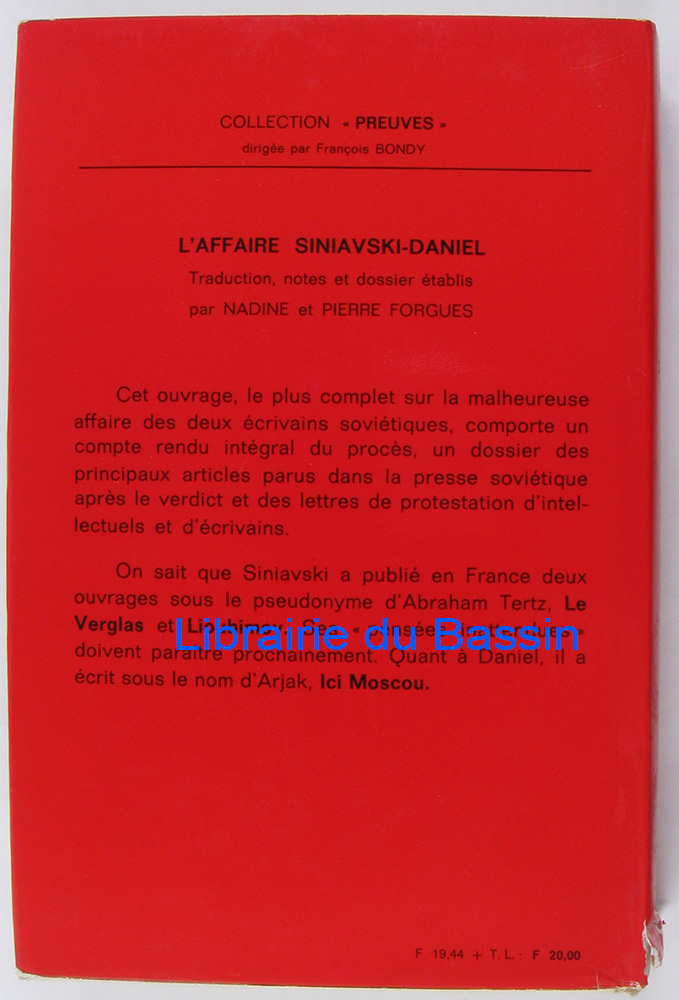 COLLECTION « PREUVES »
dirigée par François BONDY
L'AFFAIRE SINIAVSKI-DANIEL
Traduction, notes et dossier établis
par NADINE et PIERRE FORGUES
Cet ouvrage, le plus complet sur la malheureuse
affaire des deux écrivains soviétiques, comporte un
compte rendu intégral du procès, un dossier des
principaux articles parus dans la presse soviétique
après le verdict et des lettres de protestation d'intel-
lectuels et d'écrivains.
On sait que Siniavski a publié en France deux
ouvrages sous le pseudonyme d'Abraham Tertz, Le
Verglas et Lioubimov. Ses « pensées inattendues »
Librairie du Bassin
doivent paraître prochainement. Quant à Daniel, il a
écrit sous le nom d'Arjak, Ici Moscou.
F 19,44 + T. L. : F 20,00